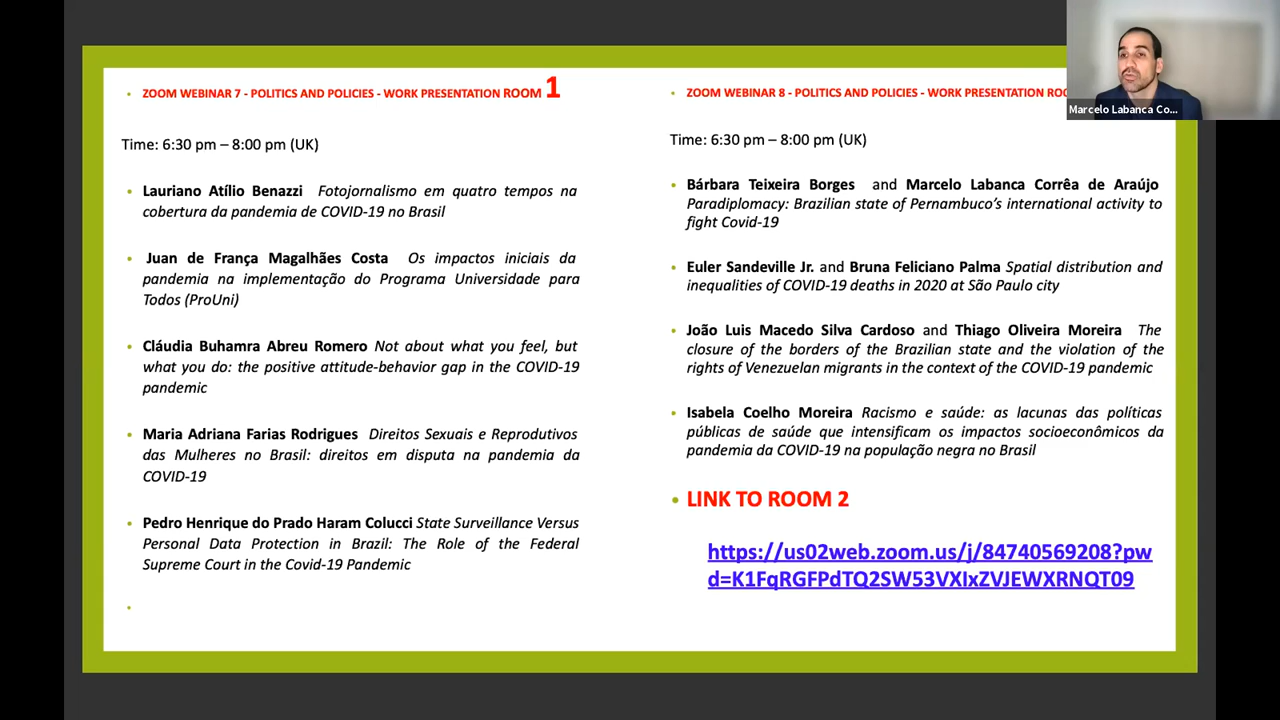 ZOOM WEBINAR 7 - POLITICS AND POLICIES - WORK PRESENTATION ROOM 1
Time: 6:30 pm – 8:00 pm (UK)
Lauriano Atílio Benazzi Fotojornalismo em quatro tempos na
cobertura da pandemia de COVID-19 no Brasil
Juan de França Magalhães Costa Os impactos iniciais da
pandemia na implementação do Programa Universidade para
Todos (ProUni)
Cláudia Buhamra Abreu Romero Not about what you feel, but
what you do: the positive attitude-behavior gap in the COVID-19
pandemic
Maria Adriana Farias Rodrigues Direitos Sexuais e Reprodutivos
das Mulheres no Brasil: direitos em disputa na pandemia da
COVID-19
Pedro Henrique do Prado Haram Colucci State Surveillance Versus
Personal Data Protection in Brazil: The Role of the Federal
Supreme Court in the Covid-19 Pandemic
ZOOM WEBINAR 8 - POLITICS AND POLICIES - WORK PRESENTATION
Time: 6:30 pm – 8:00 pm (UK)
Bárbara Teixeira Borges and Marcelo Labanca Corrêa de Araújo
Paradiplomacy: Brazilian state of Pernambuco's international activity to
fight Covid-19
Euler Sandeville Jr. and Bruna Feliciano Palma Spatial distribution and
inequalities of COVID-19 deaths in 2020 at São Paulo city
João Luis Macedo Silva Cardoso and Thiago Oliveira Moreira The
closure of the borders of the Brazilian state and the violation of the
rights of Venezuelan migrants in the context of the COVID-19 pandemic
Isabela Coelho Moreira Racismo e saúde: as lacunas das políticas
públicas de saúde que intensificam os impactos socioeconômicos da
pandemia da COVID-19 na população negra no Brasil
LINK TO ROOM 2
https://us02web.zoom.us/j/84740569208?pw
d=K1FqRGFPdTQ2SW53VXIxZVJEWXRNQT09
Marcelo Labanca Co...